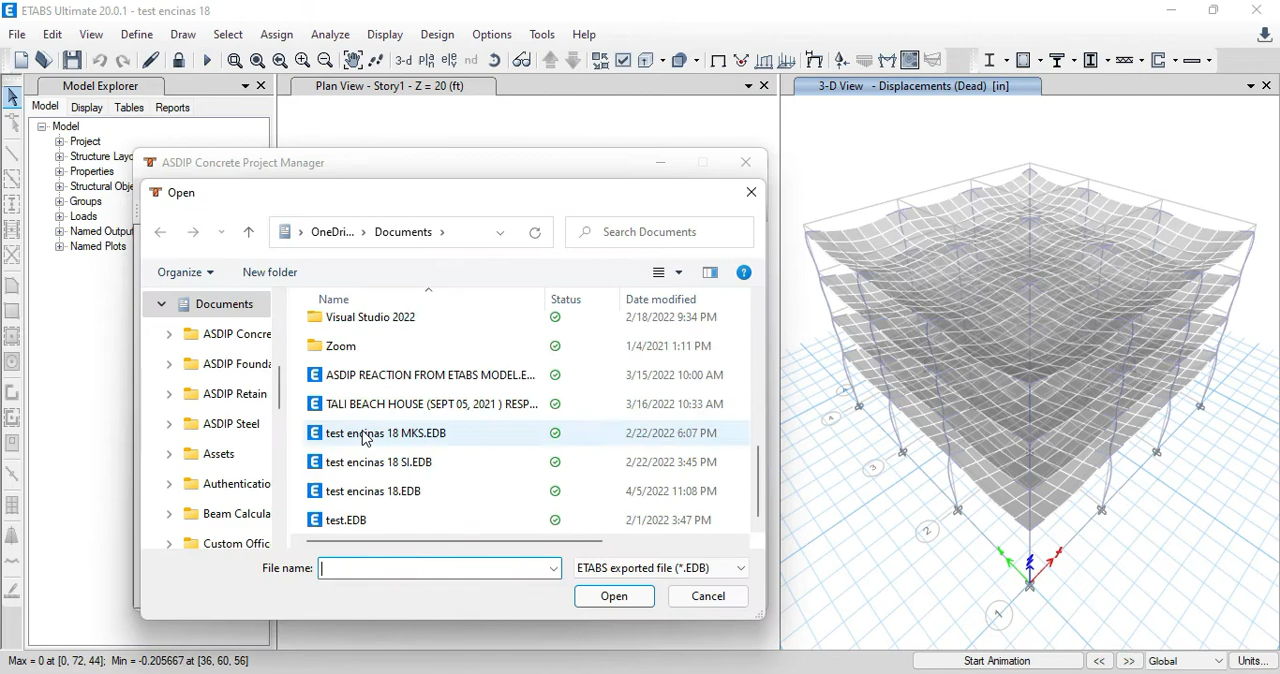 ETABS Ultimate 20.0.1 - test encinas 18
File Edit View Define Draw Select Assign Analyze Display Design Options Tools Help
3-d nd
Model Explorer
Plan View - Story1 - Z = 20 (ft)
3-D View - Displacements (Dead) [in]
Model Display Tables Reports
Model
Project
Structure Layo
Properties
Structural Obje
Groups
Loads
Named Outpu
Named Plots
ASDIP Concrete Project Manager
Open
OneDri... > Documents >
Search Documents
Organize
New folder
Name Status Date modified
Documents
ASDIP Concre
ASDIP Founda
ASDIP Retain
ASDIP Steel
Assets
Authenticatio
Beam Calcula
Custom Offic
Visual Studio 2022 2/18/2022 9:34 PM
Zoom 1/4/2021 1:11 PM
ASDIP REACTION FROM ETABS MODEL.E... 3/15/2022 10:00 AM
TALI BEACH HOUSE (SEPT 05, 2021 ) RESP... 3/16/2022 10:33 AM
test encinas 18 MKS.EDB 2/22/2022 6:07 PM
test encinas 18 SI.EDB 2/22/2022 3:45 PM
test encinas 18.EDB 4/5/2022 11:08 PM
test.EDB 2/1/2022 3:47 PM
File name:
ETABS exported file (*.EDB)
Open
Cancel
3
2
Max = 0 at [0, 72, 44]; Min = -0.205667 at [36, 60, 56]
Start Animation
<< >>
Global
Units...